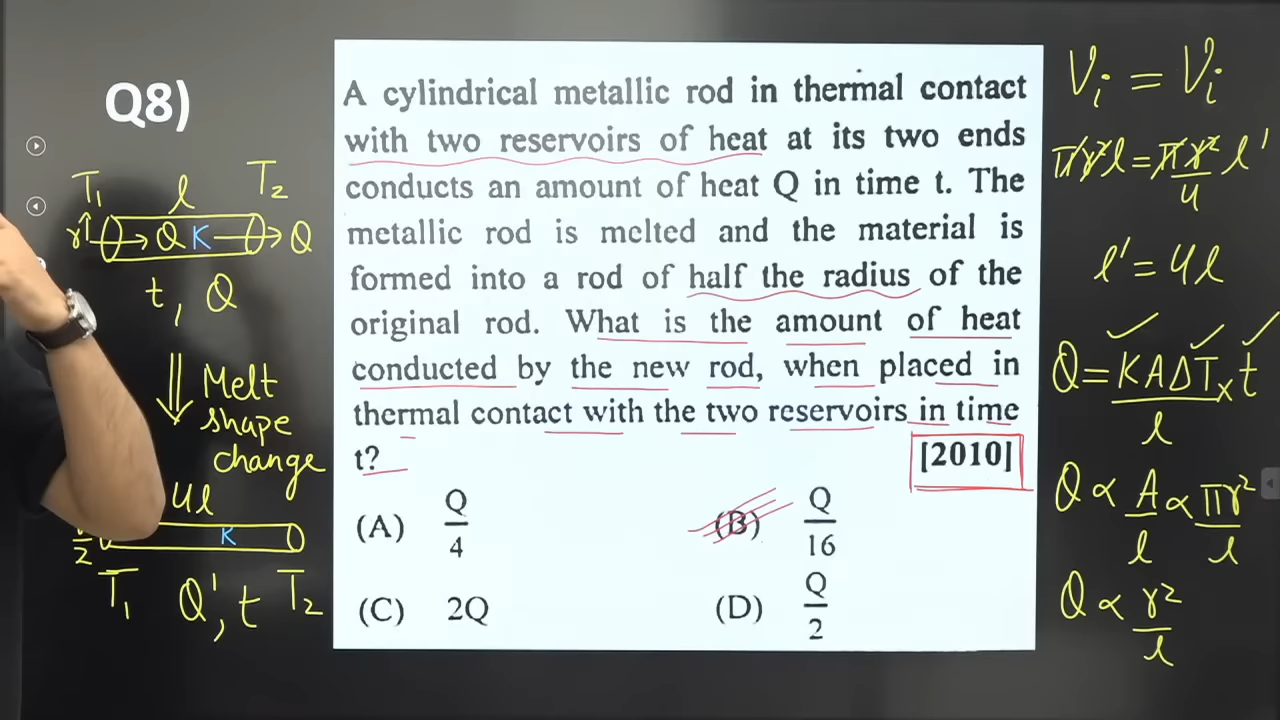 Q8)
T₁ l T₂
r Q K Q
t, Q
Melt
shape
change
4l
K
2
T₁ Q', t T₂
A cylindrical metallic rod in thermal contact
with two reservoirs of heat at its two ends
conducts an amount of heat Q in time t. The
metallic rod is melted and the material is
formed into a rod of half the radius of the
original rod. What is the amount of heat
conducted by the new rod, when placed in
thermal contact with the two reservoirs in time
t?
[2010]
(A) Q/4
(B) Q/16
(C) 2Q
(D) Q/2
Vᵢ = Vᵢ
πr²l = πr²/4 l'
l' = 4l
Q = KAΔT/l × t
Q ∝ A/l ∝ πr²/l
Q ∝ r²/l